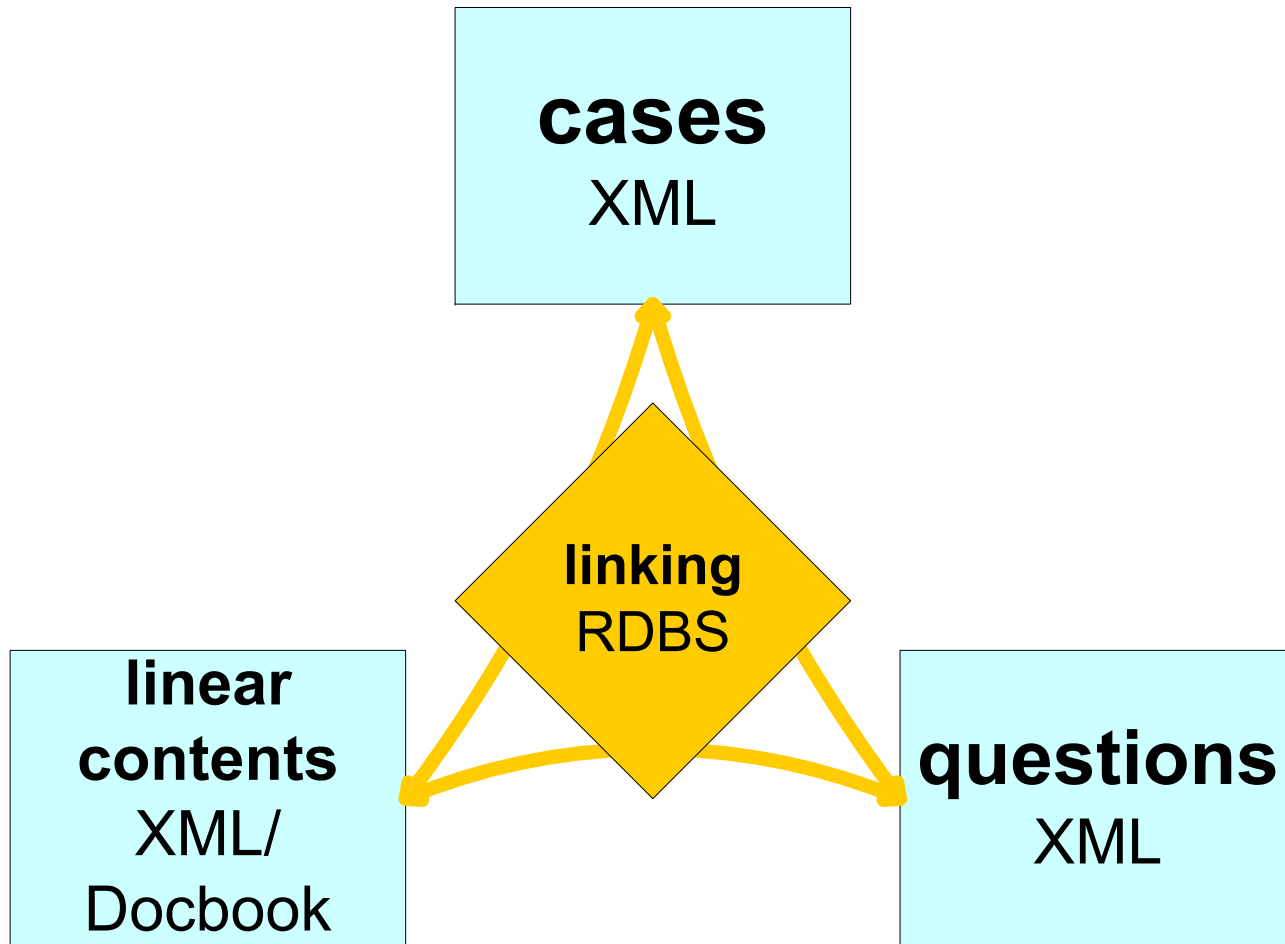 cases
XML
linking
RDBS
linear
contents
XML/
Docbook
questions
XML